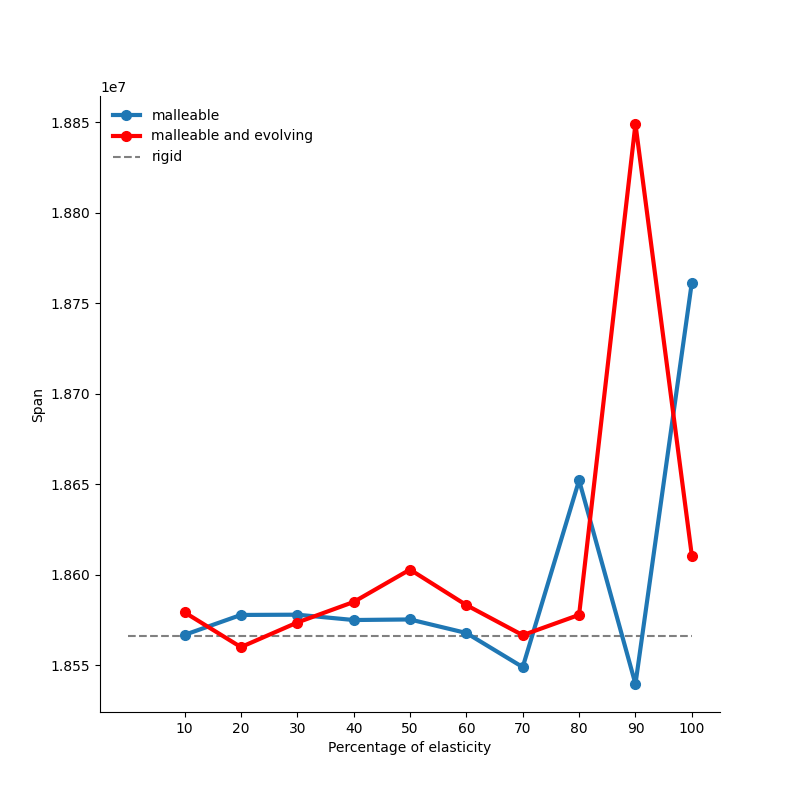 1e7
malleable
malleable and evolving
rigid
1.885
1.880
1.875
1.870
1.865
1.860
1.855
Span
10 20 30 40 50 60 70 80 90 100
Percentage of elasticity